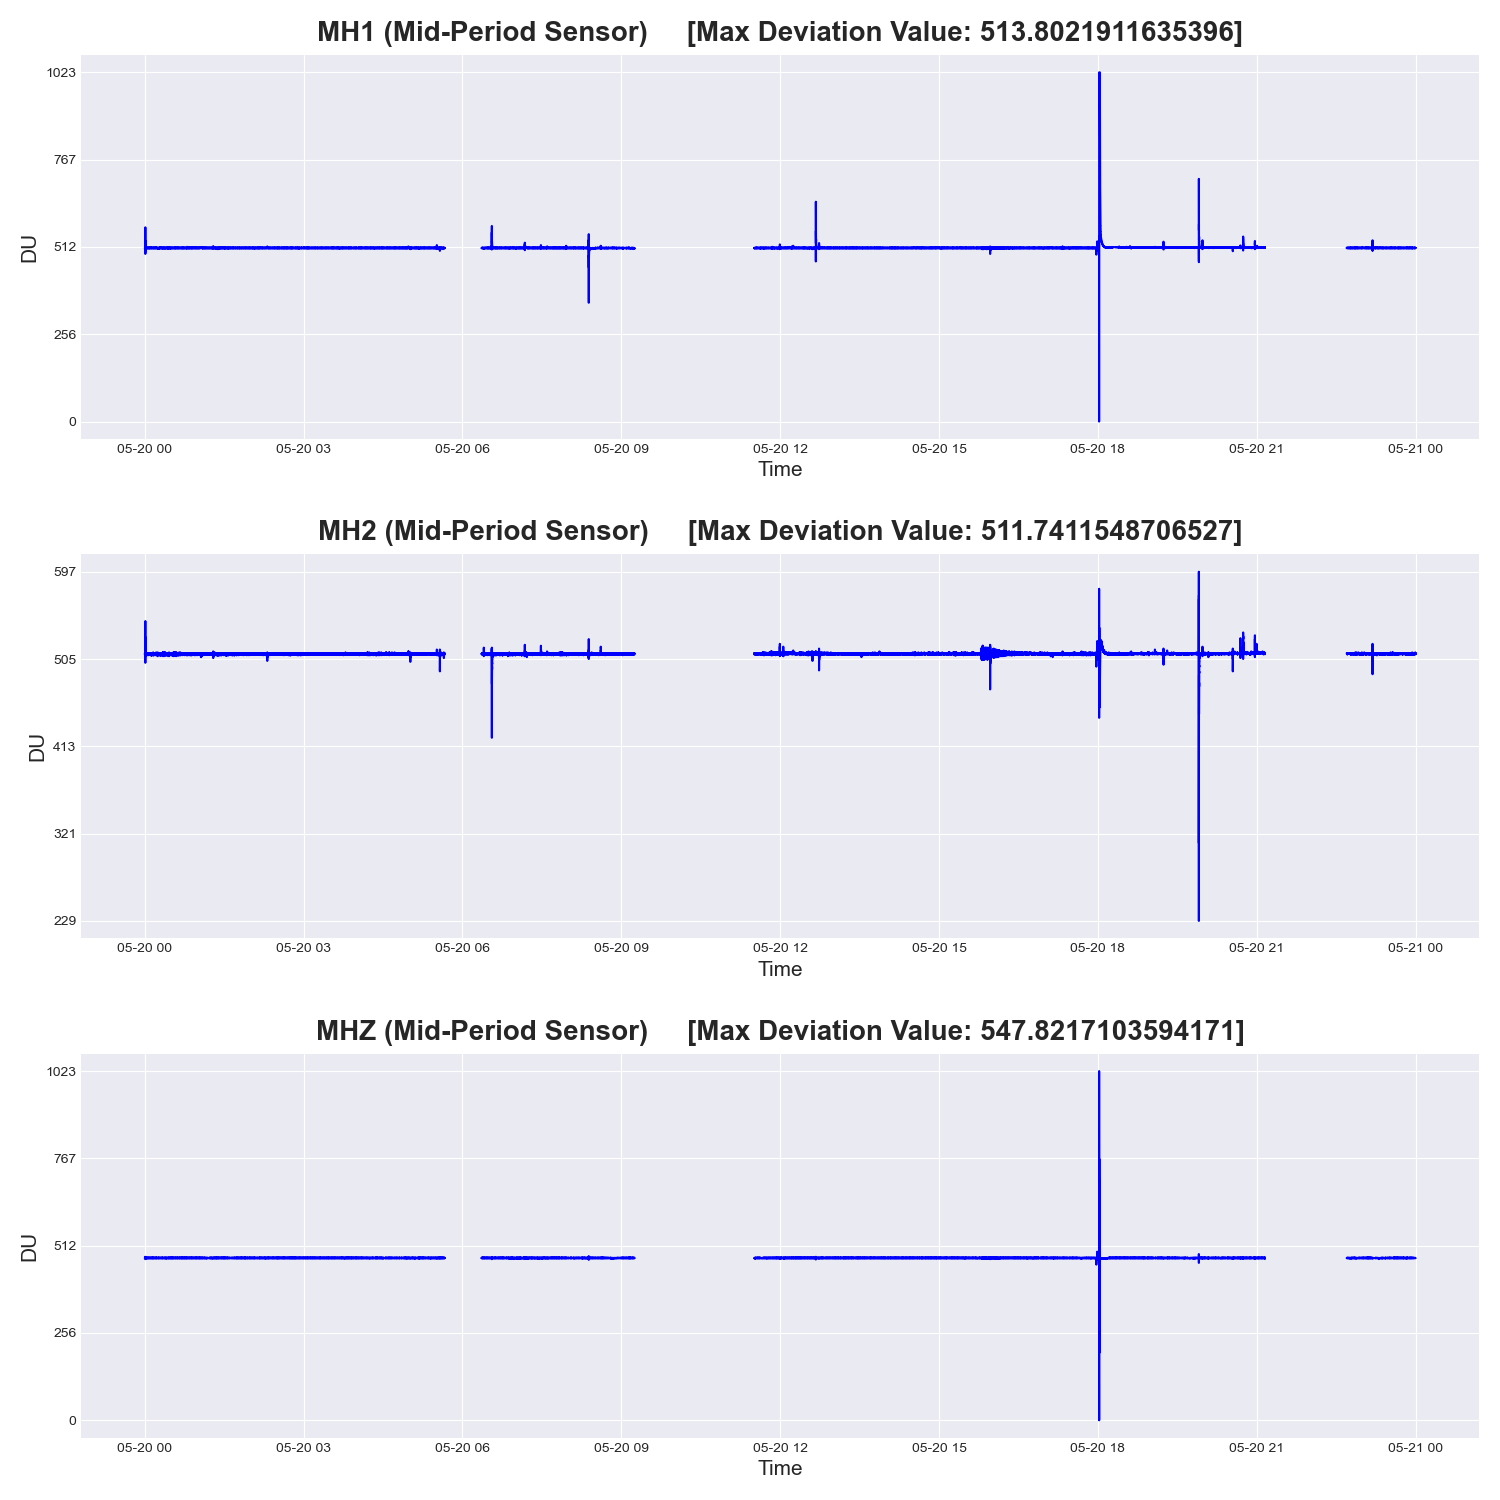 MH1 (Mid-Period Sensor) [Max Deviation Value: 513.8021911635396]
1023
767
512
256
0
DU
05-20 00 05-20 03 05-20 06 05-20 09 05-20 12 05-20 15 05-20 18 05-20 21 05-21 00
Time
MH2 (Mid-Period Sensor) [Max Deviation Value: 511.7411548706527]
597
505
413
321
229
DU
05-20 00 05-20 03 05-20 06 05-20 09 05-20 12 05-20 15 05-20 18 05-20 21 05-21 00
Time
MHZ (Mid-Period Sensor) [Max Deviation Value: 547.82171035​94171]
1023
767
512
256
0
DU
05-20 00 05-20 03 05-20 06 05-20 09 05-20 12 05-20 15 05-20 18 05-20 21 05-21 00
Time